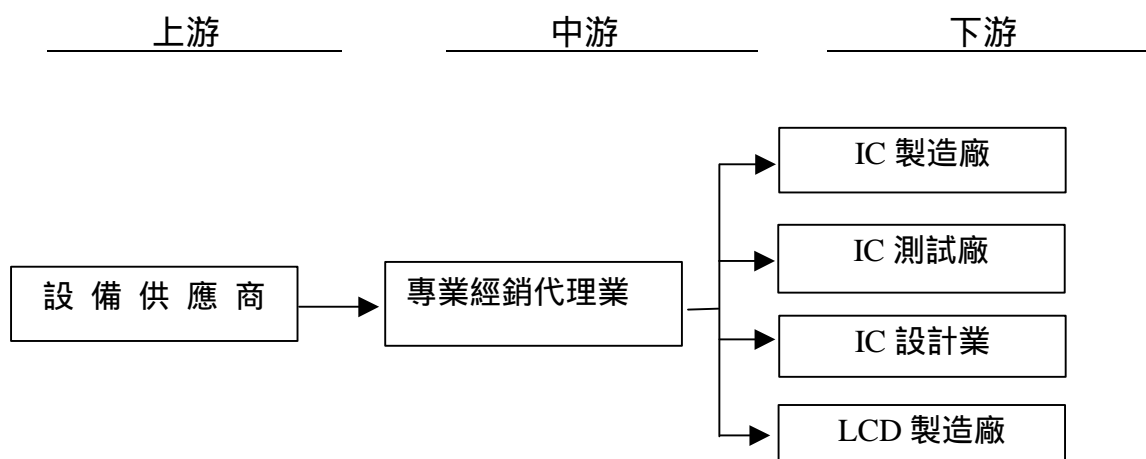 上游
中游
下游
IC 製造廠
IC 測試廠
設備供應商
專業經銷代理業
IC 設計業
LCD 製造廠